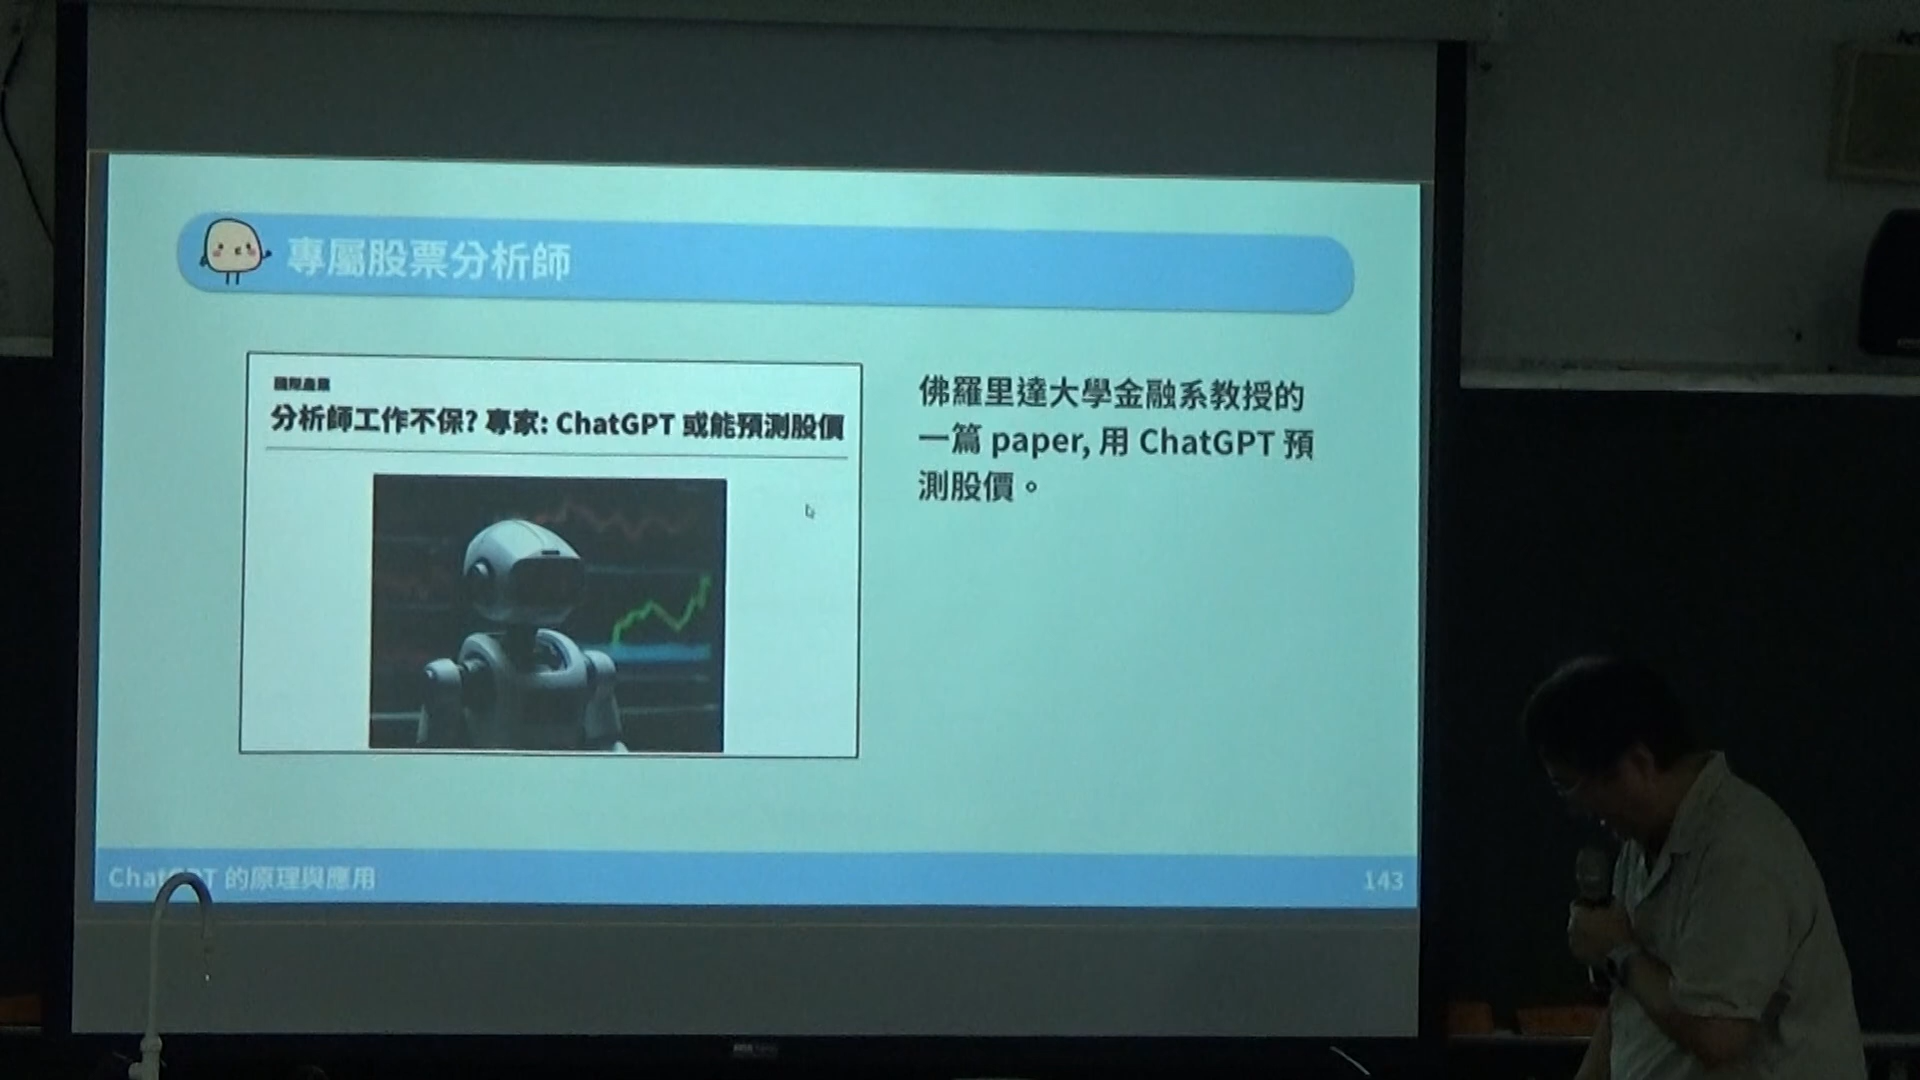 專屬股票分析師
國際產業
分析師工作不保? 專家: ChatGPT 或能預測股價
佛羅里達大學金融系教授的
一篇 paper, 用 ChatGPT 預
測股價。
ChatGPT 的原理與應用
143